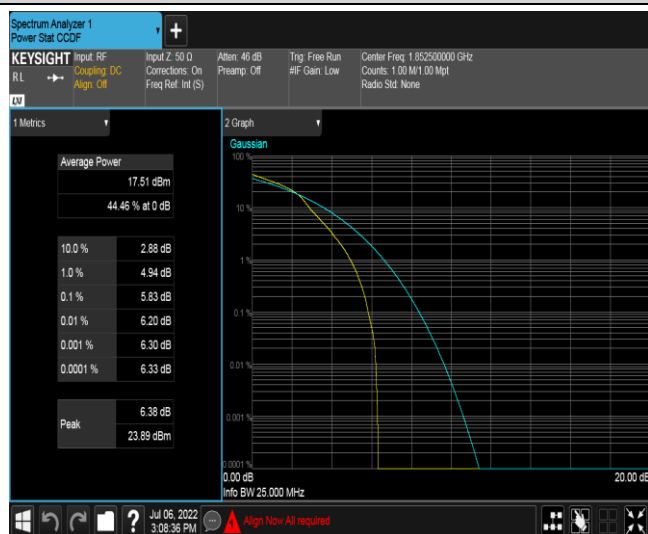 Spectrum Analyzer 1
Power Stat CCDF
+
KEYSIGHT
RL
LXI
Input: RF
Coupling: DC
Align: Off
Input Z: 50 Ω
Corrections: On
Freq Ref: Int (S)
Atten: 46 dB
Preamp: Off
Trig: Free Run
#IF Gain: Low
Center Freq: 1.852500000 GHz
Counts: 1.00 M/1.00 Mpt
Radio Std: None
1 Metrics
Average Power
17.51 dBm
44.46 % at 0 dB
10.0 % 2.88 dB
1.0 % 4.94 dB
0.1 % 5.83 dB
0.01 % 6.20 dB
0.001 % 6.30 dB
0.0001 % 6.33 dB
Peak
6.38 dB
23.89 dBm
2 Graph
Gaussian
100 %
10 %
1 %
0.1 %
0.01 %
0.001 %
0.0001 %
0.00 dB
20.00 dB
Info BW 25.000 MHz
?
Jul 06, 2022
3:08:36 PM
Align Now All required